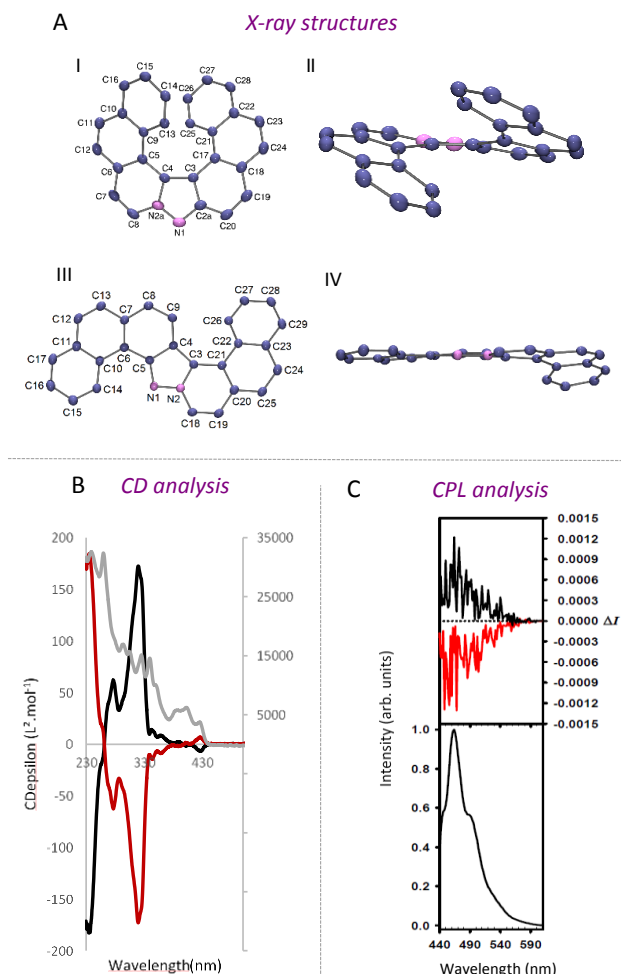 A
X-ray structures
I
C15
C16
C14
C10
C11
C13
C9
C12
C5
C6
C4
C7
C8
N2a
N1
C27
C26
C28
C22
C25
C23
C21
C17
C24
C3
C18
C2a
C19
C20
II
III
C13
C8
C12
C7
C9
C11
C6
C4
C17
C10
C5
C3
C16
C14
C15
N1
N2
C27
C28
C26
C29
C22
C23
C21
C24
C20
C25
C18
C19
IV
B
CD analysis
200
150
100
50
0
-50
-100
-150
-200
35000
30000
25000
15000
5000
230
330
430
CDepsilon (L².mol-¹)
Wavelength(nm)
C
CPL analysis
0.0015
0.0012
0.0009
0.0006
0.0003
0.0000 ΔI
-0.0003
-0.0006
-0.0009
-0.0012
-0.0015
Intensity (arb. units)
1.0
0.8
0.6
0.4
0.2
0.0
440 490 540 590
Wavelength (nm)